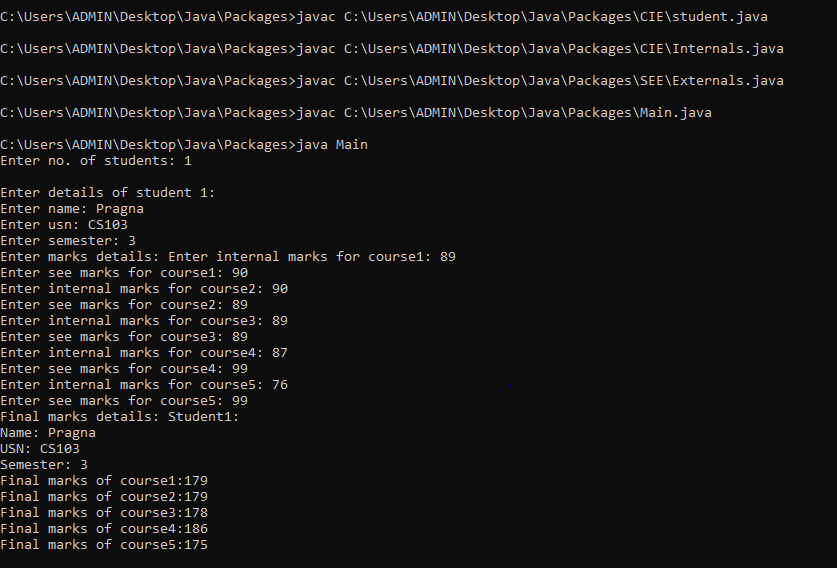 C:\Users\ADMIN\Desktop\Java\Packages>javac C:\Users\ADMIN\Desktop\Java\Packages\CIE\student.java
C:\Users\ADMIN\Desktop\Java\Packages>javac C:\Users\ADMIN\Desktop\Java\Packages\CIE\Internals.java
C:\Users\ADMIN\Desktop\Java\Packages>javac C:\Users\ADMIN\Desktop\Java\Packages\SEE\Externals.java
C:\Users\ADMIN\Desktop\Java\Packages>javac C:\Users\ADMIN\Desktop\Java\Packages\Main.java
C:\Users\ADMIN\Desktop\Java\Packages>java Main
Enter no. of students: 1
Enter details of student 1:
Enter name: Pragna
Enter usn: CS103
Enter semester: 3
Enter marks details: Enter internal marks for course1: 89
Enter see marks for course1: 90
Enter internal marks for course2: 90
Enter see marks for course2: 89
Enter internal marks for course3: 89
Enter see marks for course3: 89
Enter internal marks for course4: 87
Enter see marks for course4: 99
Enter internal marks for course5: 76
Enter see marks for course5: 99
Final marks details: Student1:
Name: Pragna
USN: CS103
Semester: 3
Final marks of course1:179
Final marks of course2:179
Final marks of course3:178
Final marks of course4:186
Final marks of course5:175